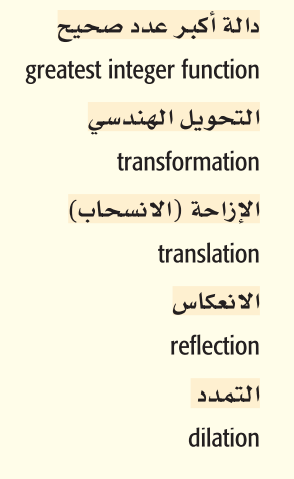 دالة أكبر عدد صحيح
greatest integer function
التحويل الهندسي
transformation
الإزاحة (الانسحاب)
translation
الانعكاس
reflection
التمدد
dilation